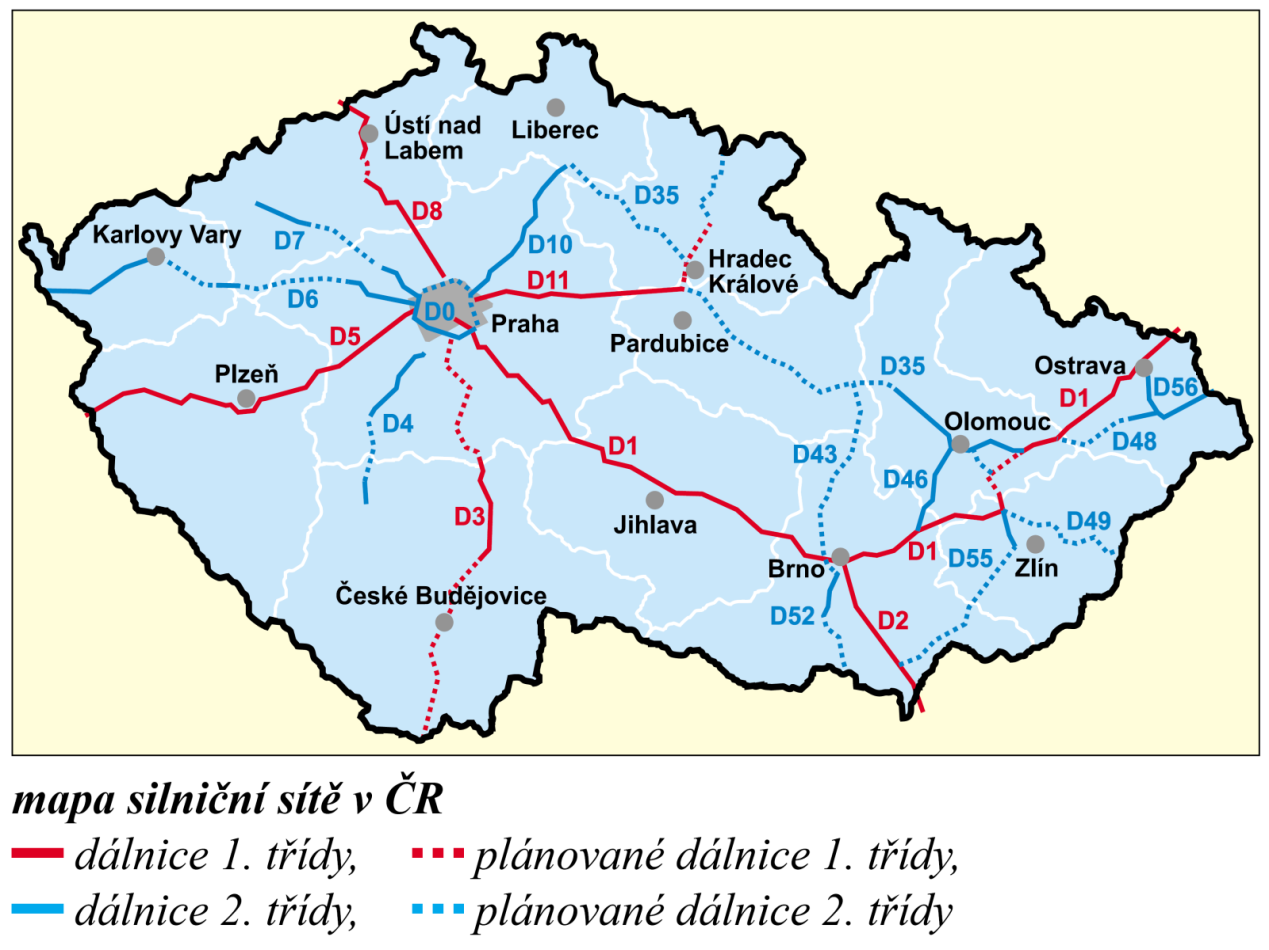 Ústí nad
Labem
Liberec
D35
D8
Karlovy Vary
D7
D10
Hradec
Králové
D11
D6
D0
Praha
D5
Pardubice
Plzeň
D35
Ostrava
D1
D56
D4
Olomouc
D48
D1
D43
D46
D3
Jihlava
D49
D1
D55
Brno
Zlín
České Budějovice
D52
D2
mapa silniční sítě v ČR
dálnice 1. třídy,
plánované dálnice 1. třídy,
dálnice 2. třídy,
plánované dálnice 2. třídy